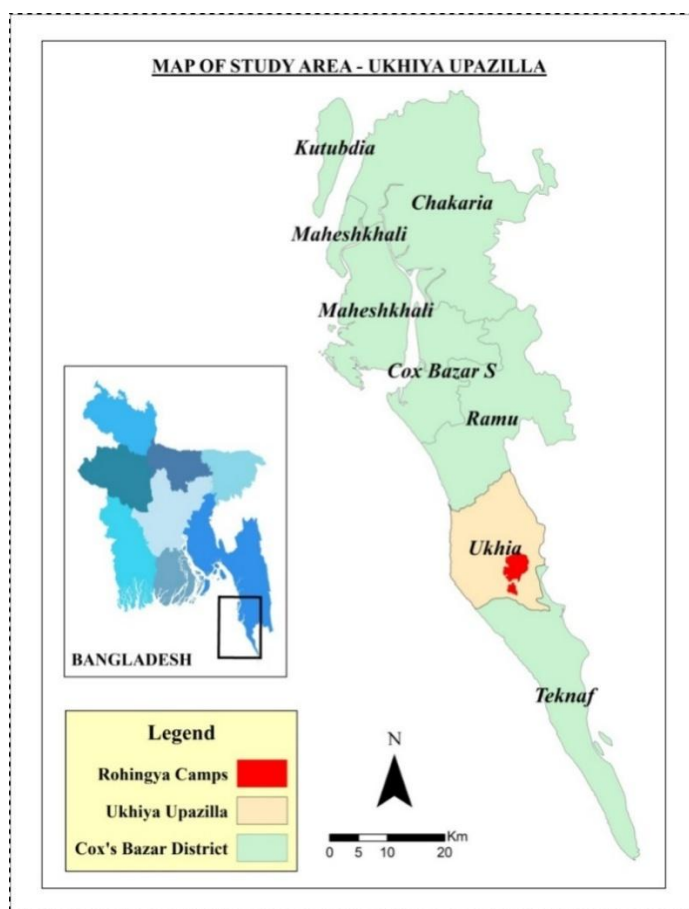 MAP OF STUDY AREA - UKHIYA UPAZILLA
Kutubdia
Chakaria
Maheshkhali
Maheshkhali
Cox Bazar S
Ramu
Ukhia
Teknaf
BANGLADESH
Legend
Rohingya Camps
Ukhiya Upazilla
Cox's Bazar District
N
Km
0 5 10 20